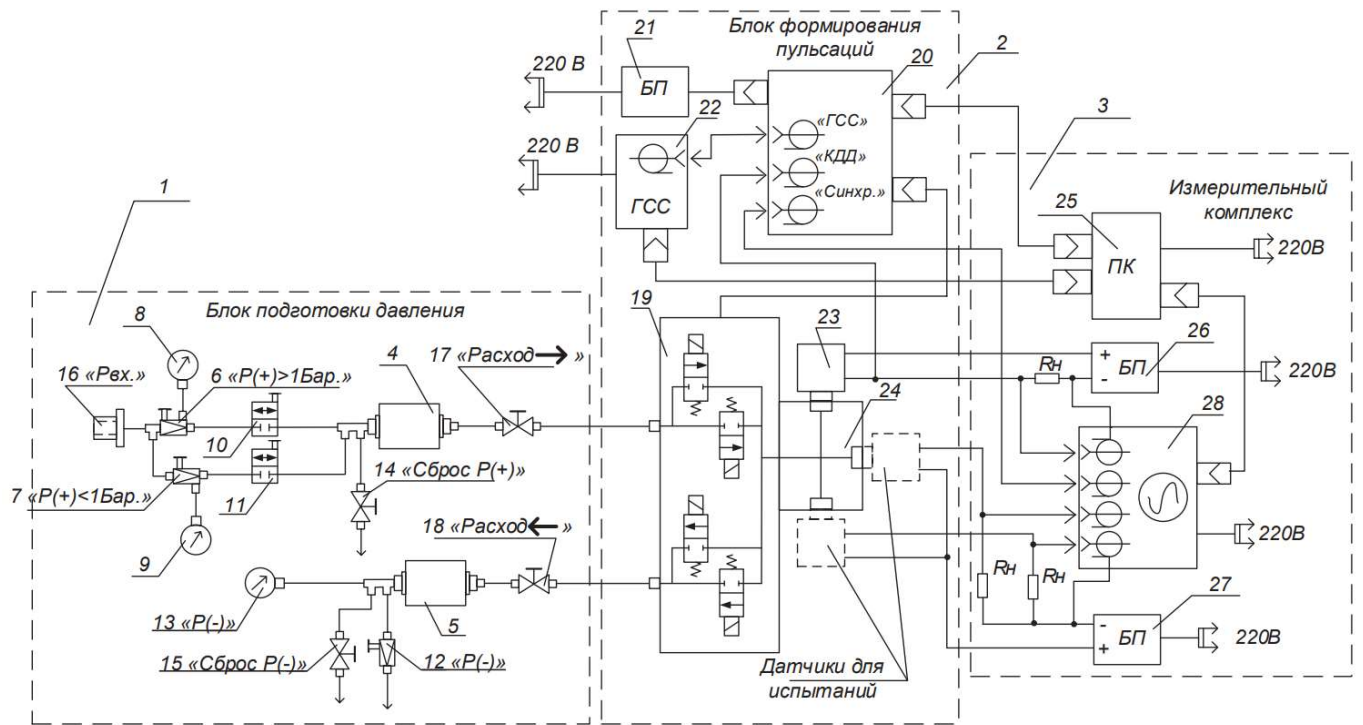 Блок формирования
пульсаций
21
220 В
БП
20
2
22
«ГСС»
220 В
«КДД»
«Синхр.»
ГСС
3
Измерительный
комплекс
25
ПК
220В
1
Блок подготовки давления
8
16 «Рвх.»
6 «Р(+)>1Бар.»
4
17 «Расход➔ »
10
7 «Р(+)<1Бар.»
11
14 «Сброс Р(+)
9
18 «Расход🡨 »
13 «Р(-)»
5
15 «Сброс Р(-)»
12 «Р(-)»
19
23
24
Датчики для
испытаний
Rн
+
-
БП
26
220В
28
220В
Rн
Rн
-
+
БП
27
220В